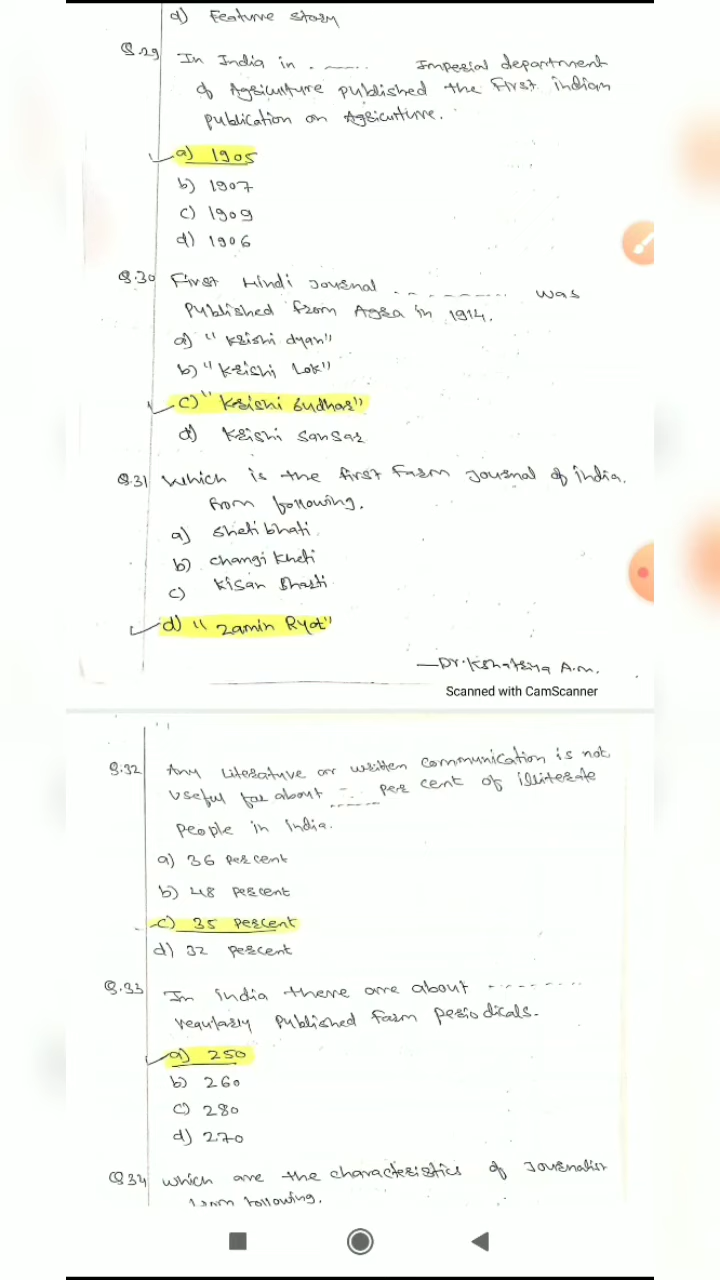 d) Feature story
Q.29 In India in . ...... Imperial department
of Agriculture published the First Indian
publication on Agriculture.
a) 1905
b) 1907
c) 1909
d) 1906
Q.30 First Hindi Journal . - - - - - - - was
published from Agra in 1914.
a) "Krishi dyan"
b) "Krishi Lok"
c) "Krishi Sudhar"
d) Krishi Sansar
Q.31 which is the first farm Journal of india.
from following.
a) sheti bhati
b) changi kheti
c) kisan Bharti
d) "Zamin Ryot"
—Dr. Kshatriya A.M.
Scanned with CamScanner
Q.32 Any Literature or written communication is not
useful for about ------ per cent of illiterate
people in india.
a) 36 percent
b) 48 percent
c) 35 percent
d) 32 percent
Q.33 In india there are about ---------
regularly published farm periodicals.
a) 250
b) 260
c) 280
d) 270
Q34 which are the characteristics of Journalist
from following.